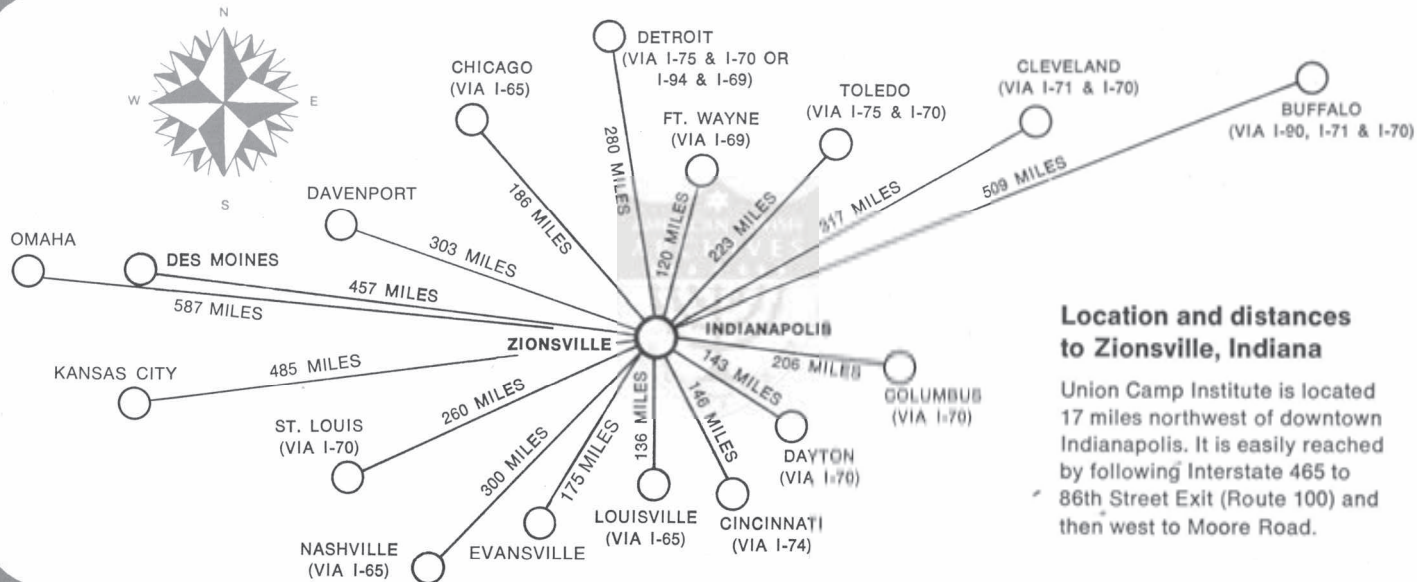 N
W
E
S
DETROIT
(VIA I-75 & I-70 OR
I-94 & I-69)
CHICAGO
(VIA I-65)
CLEVELAND
(VIA I-71 & I-70)
TOLEDO
(VIA I-75 & I-70)
BUFFALO
(VIA I-90, I-71 & I-70)
FT. WAYNE
(VIA I-69)
280 MILES
186 MILES
120 MILES
223 MILES
317 MILES
509 MILES
DAVENPORT
303 MILES
OMAHA
DES MOINES
457 MILES
587 MILES
ZIONSVILLE
INDIANAPOLIS
KANSAS CITY
485 MILES
260 MILES
ST. LOUIS
(VIA I-70)
300 MILES
175 MILES
136 MILES
146 MILES
143 MILES
206 MILES
COLUMBUS
(VIA I-70)
DAYTON
(VIA I-70)
LOUISVILLE
(VIA I-65)
CINCINNATI
(VIA I-74)
EVANSVILLE
NASHVILLE
(VIA I-65)
Location and distances
to Zionsville, Indiana
Union Camp Institute is located
17 miles northwest of downtown
Indianapolis. It is easily reached
by following Interstate 465 to
86th Street Exit (Route 100) and
then west to Moore Road.